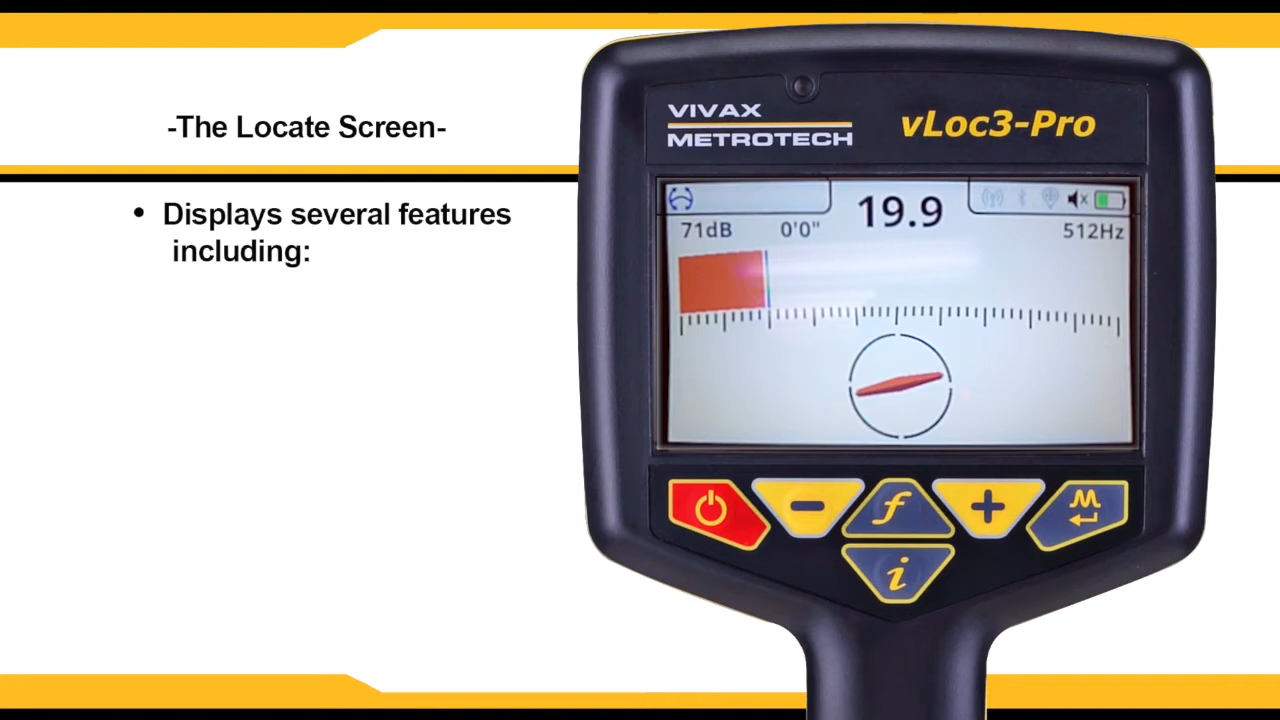 -The Locate Screen-
• Displays several features
including:
VIVAX
METROTECH
vLoc3-Pro
19.9
71dB 0'0" 512Hz
f
i